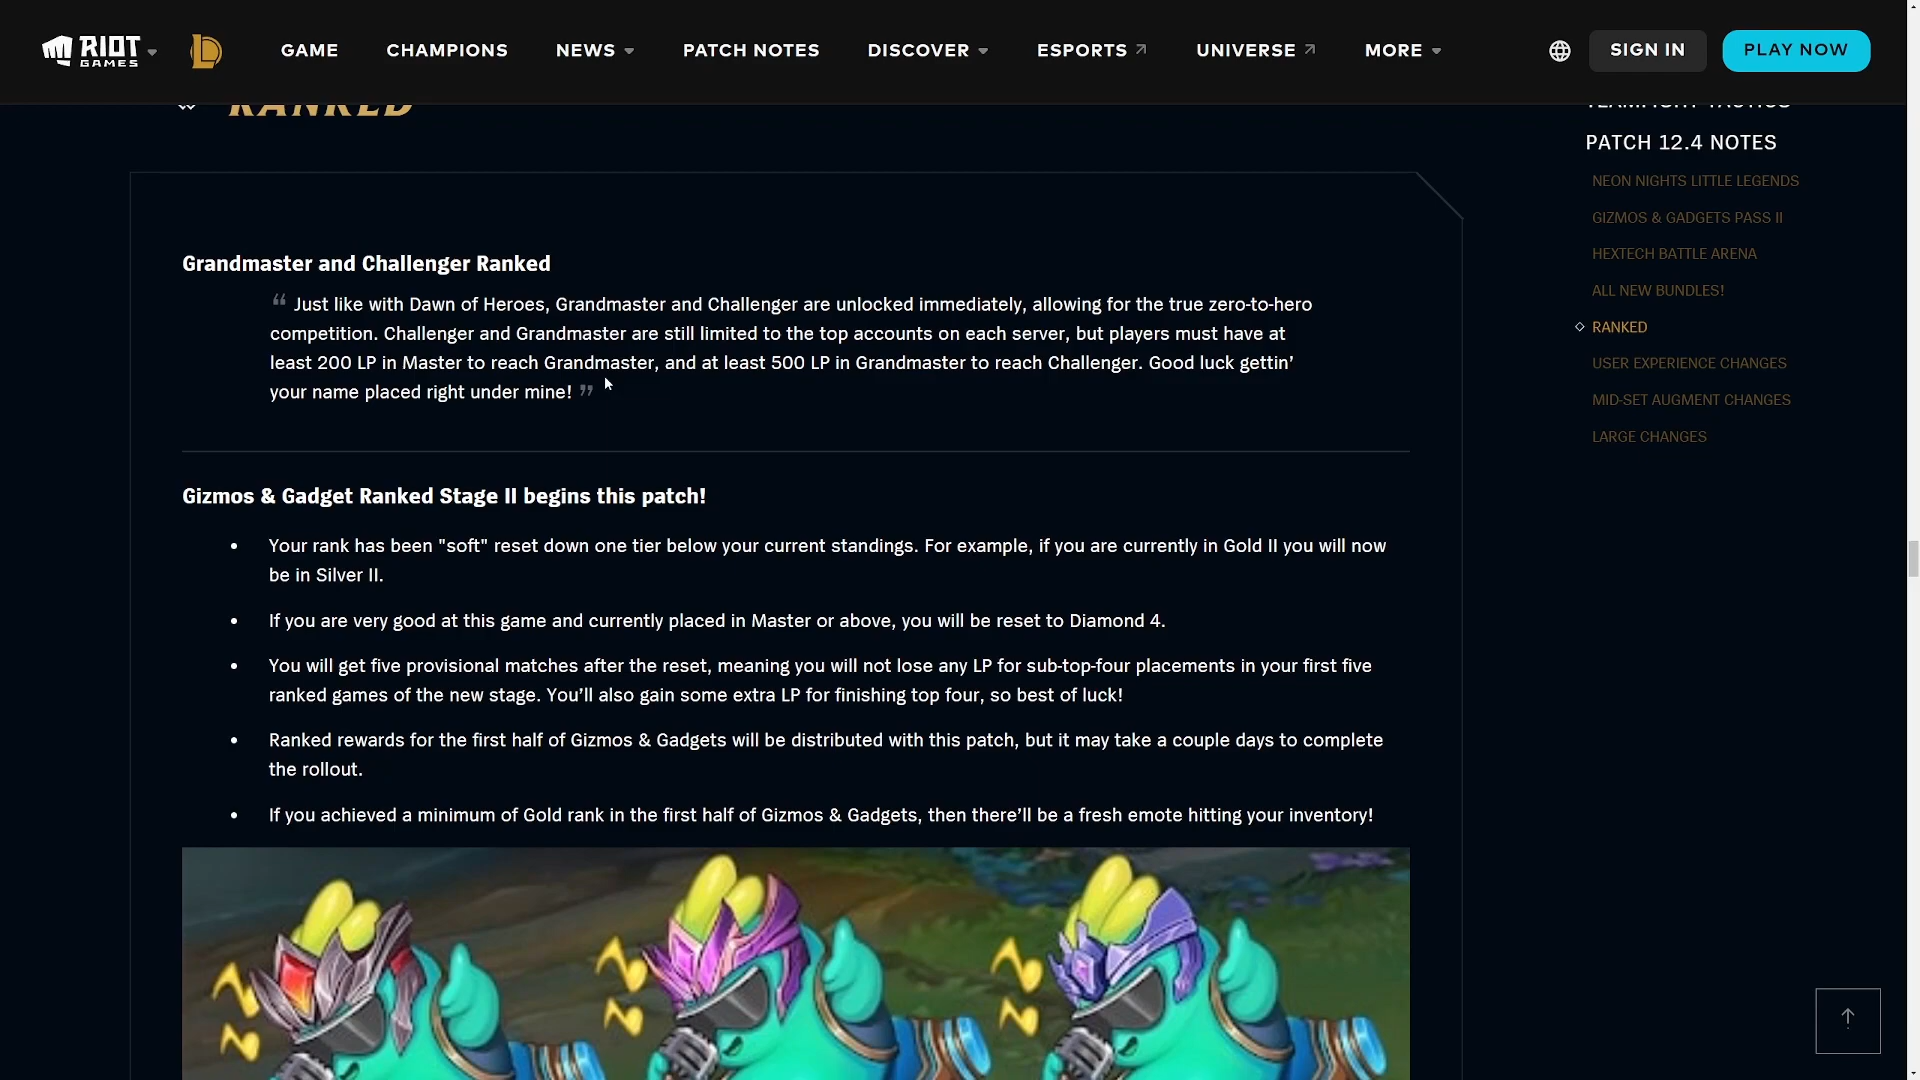 RIOT GAMES
GAME
CHAMPIONS
NEWS
PATCH NOTES
DISCOVER
ESPORTS
UNIVERSE
MORE
SIGN IN
PLAY NOW
RANKED
Grandmaster and Challenger Ranked
“ Just like with Dawn of Heroes, Grandmaster and Challenger are unlocked immediately, allowing for the true zero-to-hero
competition. Challenger and Grandmaster are still limited to the top accounts on each server, but players must have at
least 200 LP in Master to reach Grandmaster, and at least 500 LP in Grandmaster to reach Challenger. Good luck gettin’
your name placed right under mine! ”
Gizmos & Gadget Ranked Stage II begins this patch!
• Your rank has been "soft" reset down one tier below your current standings. For example, if you are currently in Gold II you will now
be in Silver II.
• If you are very good at this game and currently placed in Master or above, you will be reset to Diamond 4.
• You will get five provisional matches after the reset, meaning you will not lose any LP for sub-top-four placements in your first five
ranked games of the new stage. You’ll also gain some extra LP for finishing top four, so best of luck!
• Ranked rewards for the first half of Gizmos & Gadgets will be distributed with this patch, but it may take a couple days to complete
the rollout.
• If you achieved a minimum of Gold rank in the first half of Gizmos & Gadgets, then there’ll be a fresh emote hitting your inventory!
TEAMFIGHT TACTICS
PATCH 12.4 NOTES
NEON NIGHTS LITTLE LEGENDS
GIZMOS & GADGETS PASS II
HEXTECH BATTLE ARENA
ALL NEW BUNDLES!
RANKED
USER EXPERIENCE CHANGES
MID-SET AUGMENT CHANGES
LARGE CHANGES